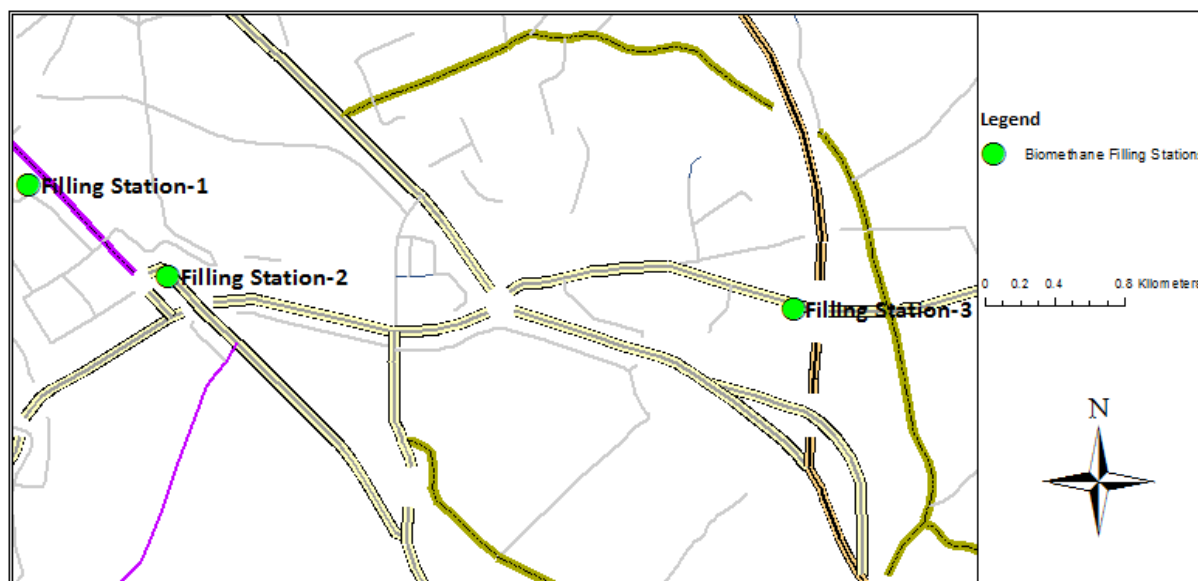 Filling Station-1
Filling Station-2
Filling Station-3
Legend
Biomethane Filling Station
0 0.2 0.4 0.8 Kilometers
N